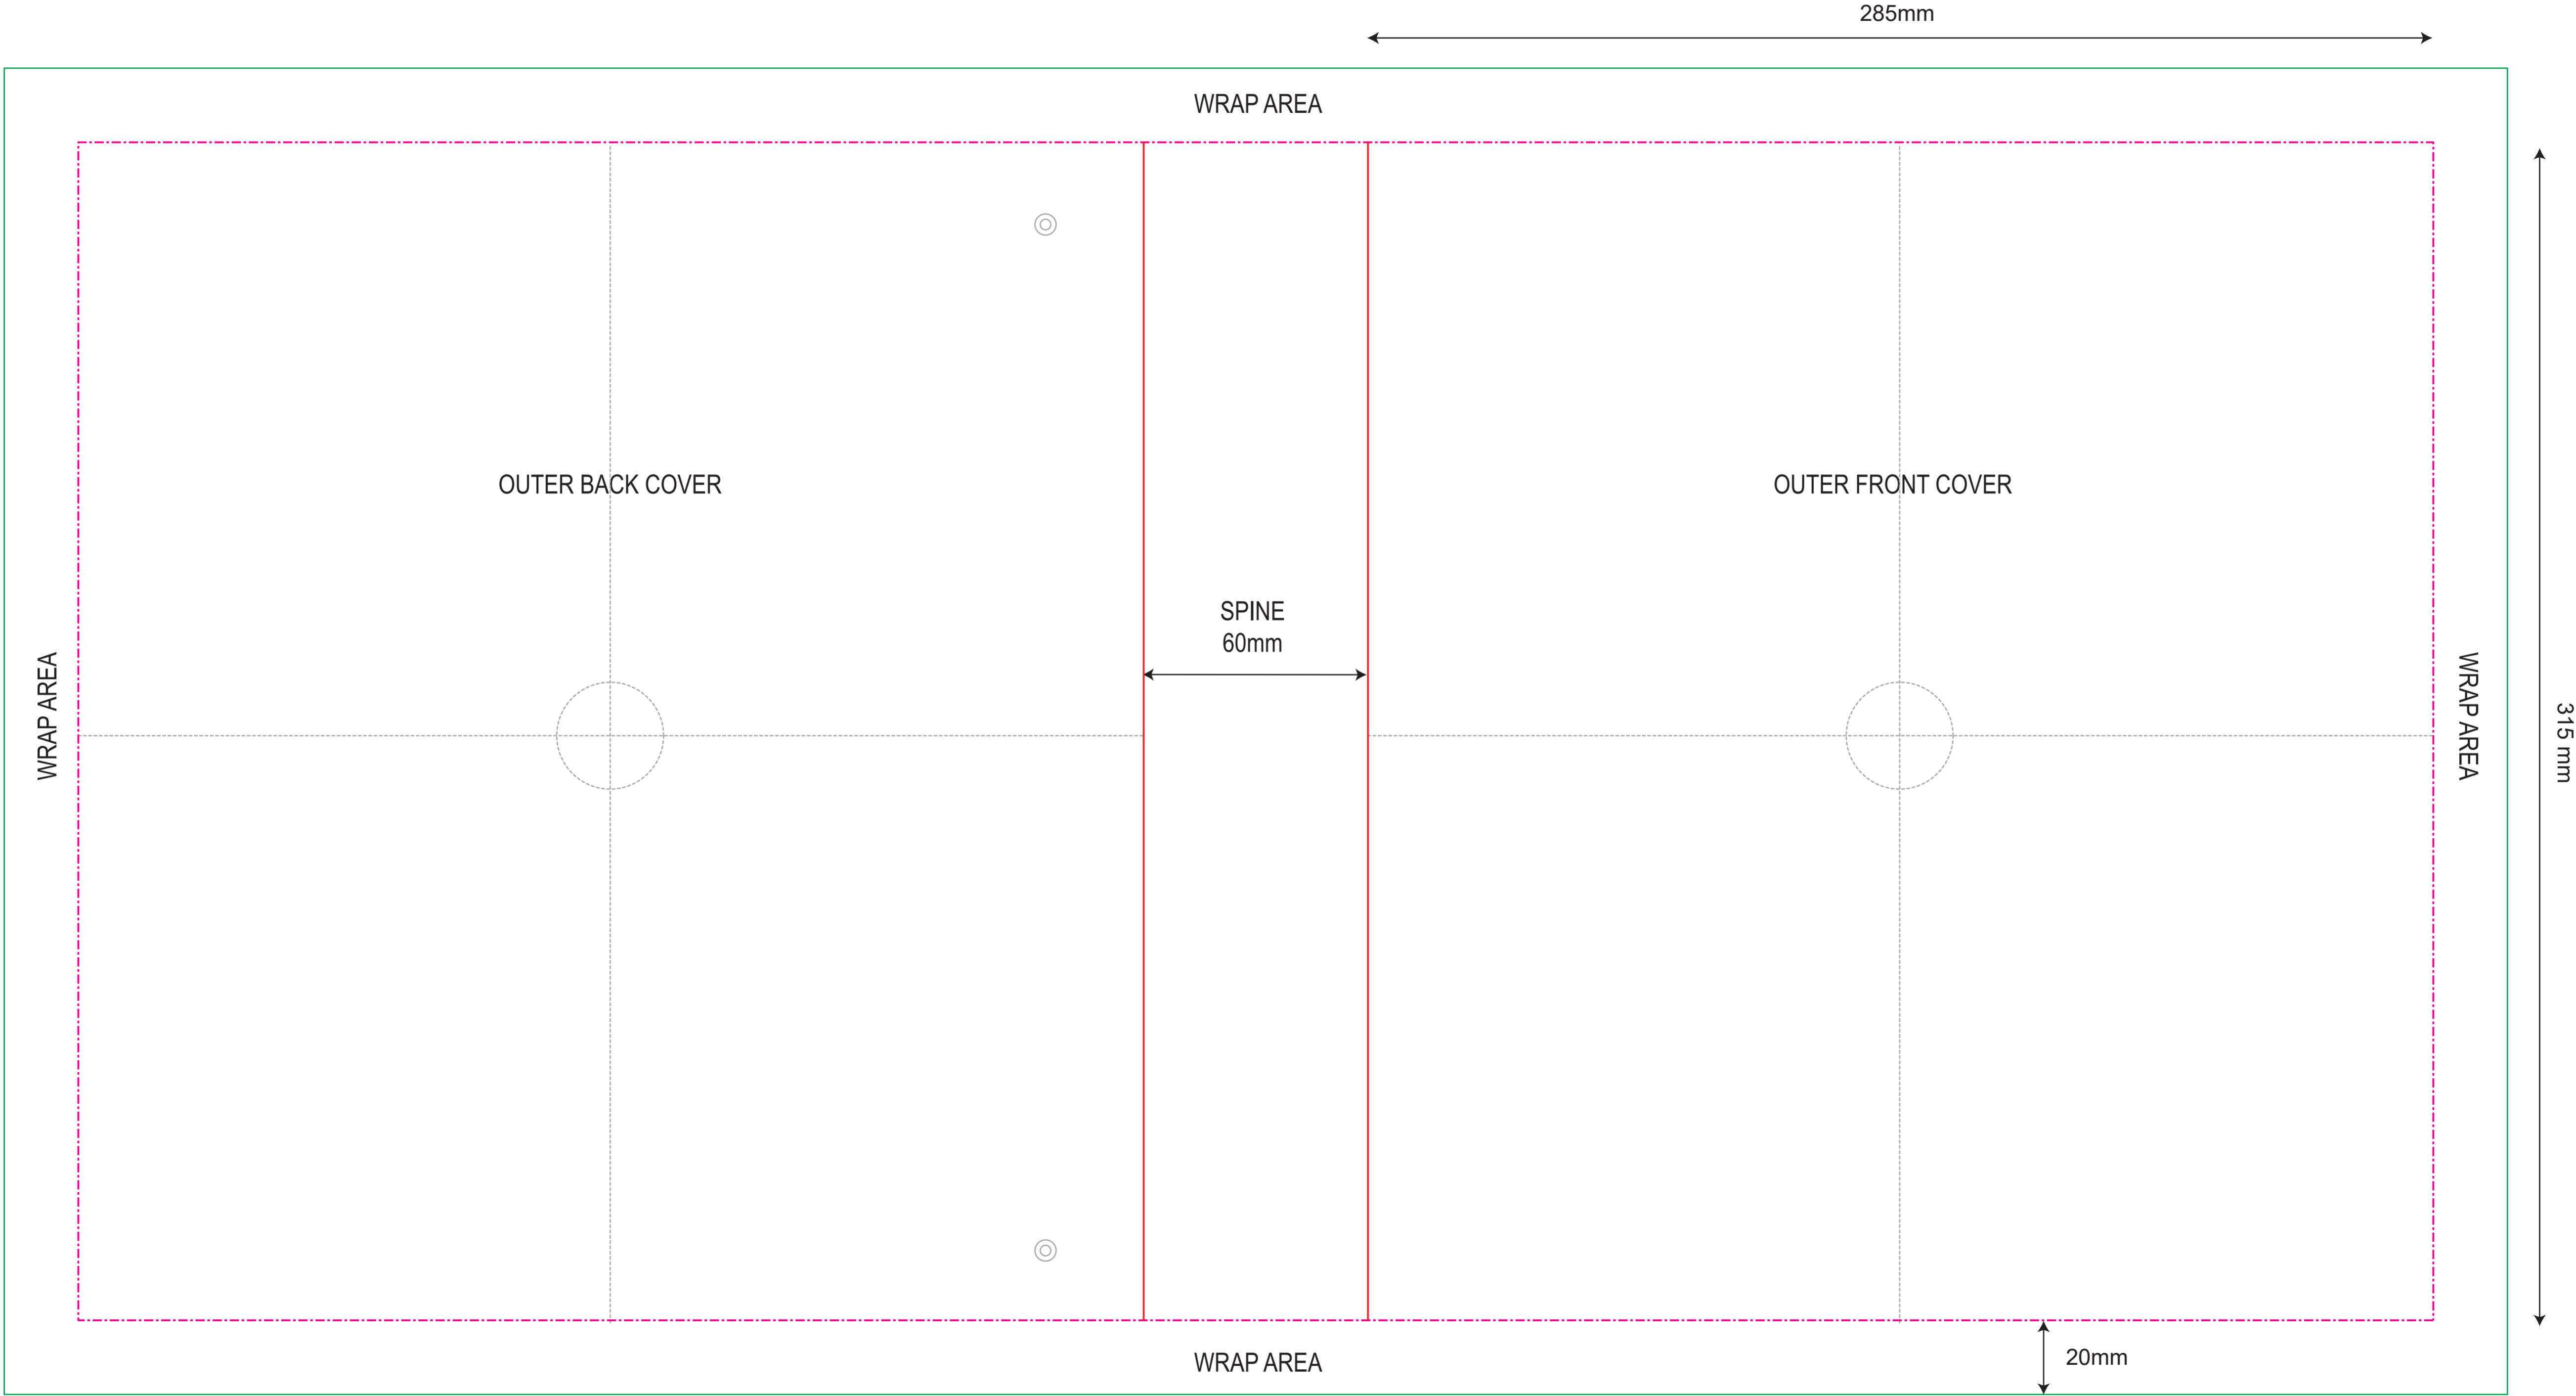 285mm
WRAP AREA
OUTER BACK COVER
OUTER FRONT COVER
SPINE
60mm
WRAP AREA
WRAP AREA
315 mm
WRAP AREA
20mm